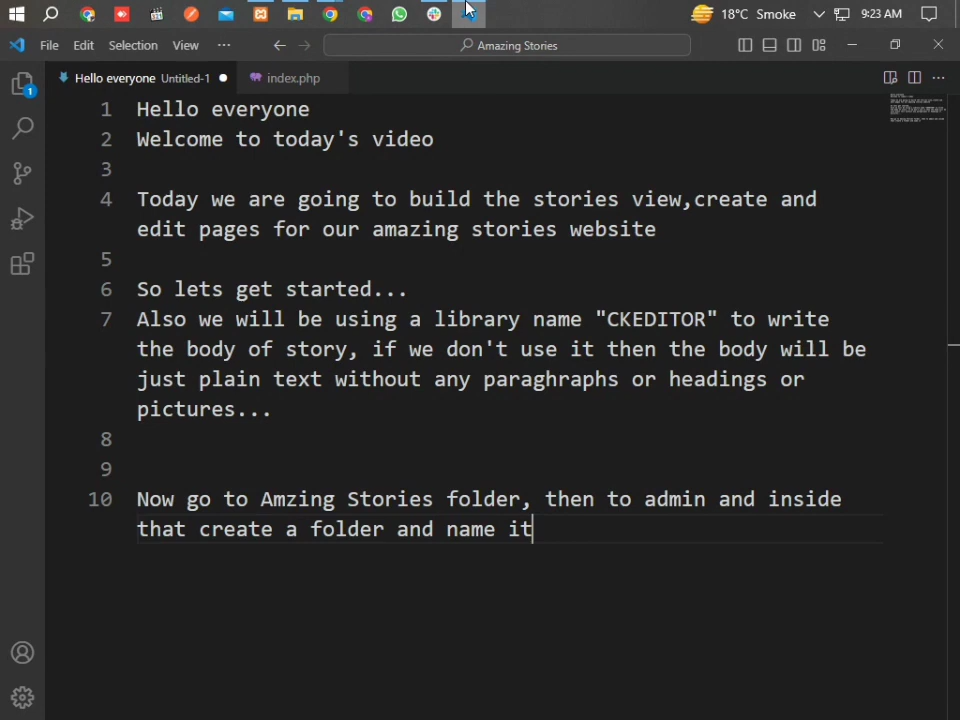 18°C Smoke
9:23 AM
File Edit Selection View ... Amazing Stories
1
Hello everyone Untitled-1 index.php
1 Hello everyone
2 Welcome to today's video
3
4 Today we are going to build the stories view,create and
edit pages for our amazing stories website
5
6 So lets get started...
7 Also we will be using a library name "CKEDITOR" to write
the body of story, if we don't use it then the body will be
just plain text without any paraghraphs or headings or
pictures...
8
9
10 Now go to Amzing Stories folder, then to admin and inside
that create a folder and name it